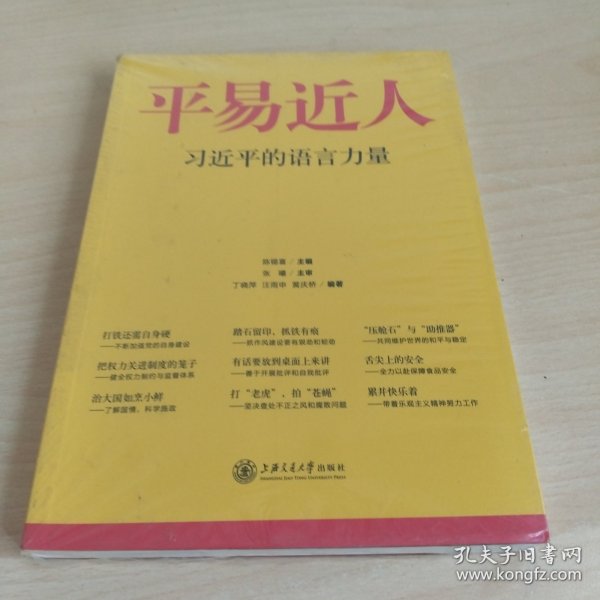 平易近人
习近平的语言力量
陈锡喜/主编
张曦/主审
丁晓萍 汪雨申 黄庆桥/编著
打铁还需自身硬
——不断加强党的自身建设
把权力关进制度的笼子
——健全权力制约与监督体系
治大国如烹小鲜
——了解国情，科学施政
踏石留印、抓铁有痕
——抓作风建设要有狠劲和韧劲
有话要放到桌面上来讲
——善于开展批评和自我批评
打“老虎”，拍“苍蝇”
——坚决查处不正之风和腐败问题
“压舱石”与“助推器”
——共同维护世界的和平与稳定
舌尖上的安全
——全力以赴保障食品安全
累并快乐着
——带着乐观主义精神努力工作
上海交通大学出版社
SHANGHAI JIAO TONG UNIVERSITY PRESS
孔夫子旧书网
www.kongfz.com